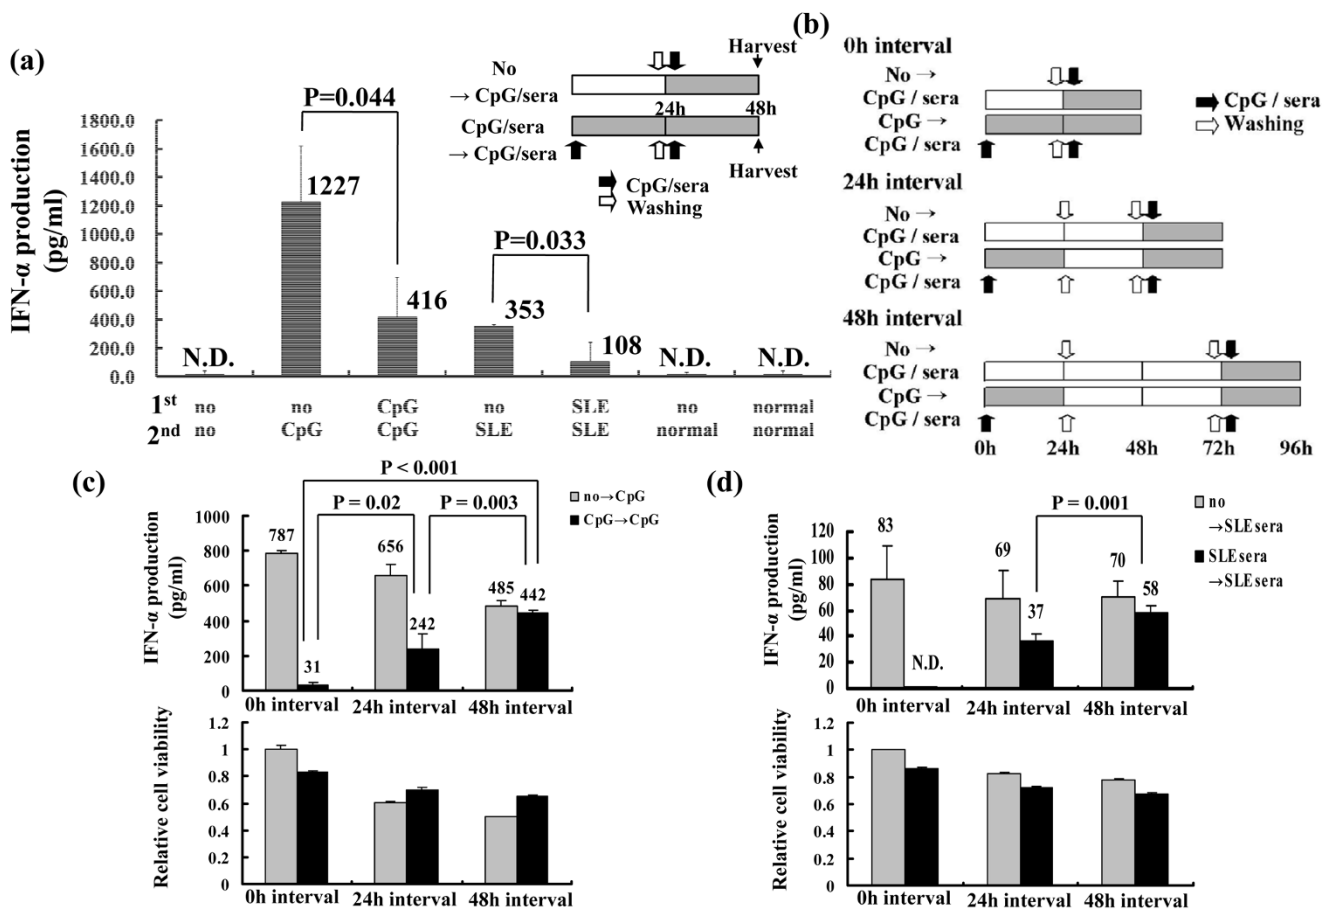 (a)
P=0.044
IFN-α production
(pg/ml)
1800.0
1600.0
1400.0
1200.0
1000.0
800.0
600.0
400.0
200.0
0.0
N.D.
1227
416
P=0.033
353
108
N.D.
N.D.
1st no no CpG no SLE no normal
2nd no CpG CpG SLE SLE normal normal
Harvest
No
→ CpG/sera
24h 48h
CpG/sera
→ CpG/sera
Harvest
CpG/sera
Washing
(b)
0h interval
No →
CpG / sera
CpG →
CpG / sera
CpG / sera
Washing
24h interval
No →
CpG / sera
CpG →
CpG / sera
48h interval
No →
CpG / sera
CpG →
CpG / sera
0h 24h 48h 72h 96h
(c)
P < 0.001
P = 0.02 P = 0.003
no→CpG
CpG→CpG
IFN-α production
(pg/ml)
1000
800
600
400
200
0
787
31
656
242
485
442
0h interval 24h interval 48h interval
Relative cell viability
1.2
1
0.8
0.6
0.4
0.2
0
0h interval 24h interval 48h interval
(d)
P = 0.001
no
→SLEsera
SLEsera
→SLEsera
IFN-α production
(pg/ml)
120
100
80
60
40
20
0
83
N.D.
69
37
70
58
0h interval 24h interval 48h interval
Relative cell viability
1.2
1
0.8
0.6
0.4
0.2
0
0h interval 24h interval 48h interval